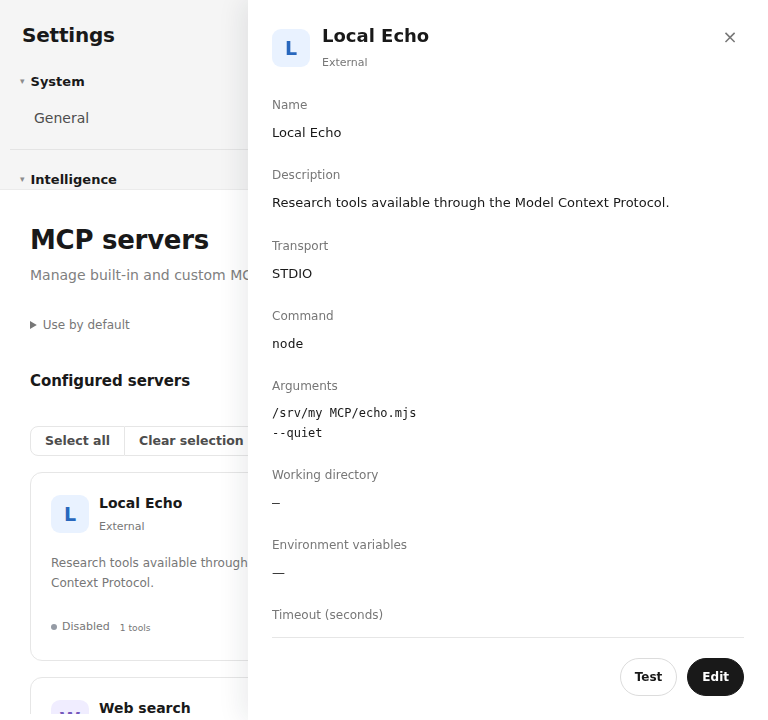 Settings
System
General
Intelligence
MCP servers
Manage built-in and custom MC
Use by default
Configured servers
Select all
Clear selection
L
Local Echo
External
Research tools available through
Context Protocol.
Disabled
1 tools
Web search
L
Local Echo
External
×
Name
Local Echo
Description
Research tools available through the Model Context Protocol.
Transport
STDIO
Command
node
Arguments
/srv/my MCP/echo.mjs
--quiet
Working directory
—
Environment variables
—
Timeout (seconds)
Test
Edit